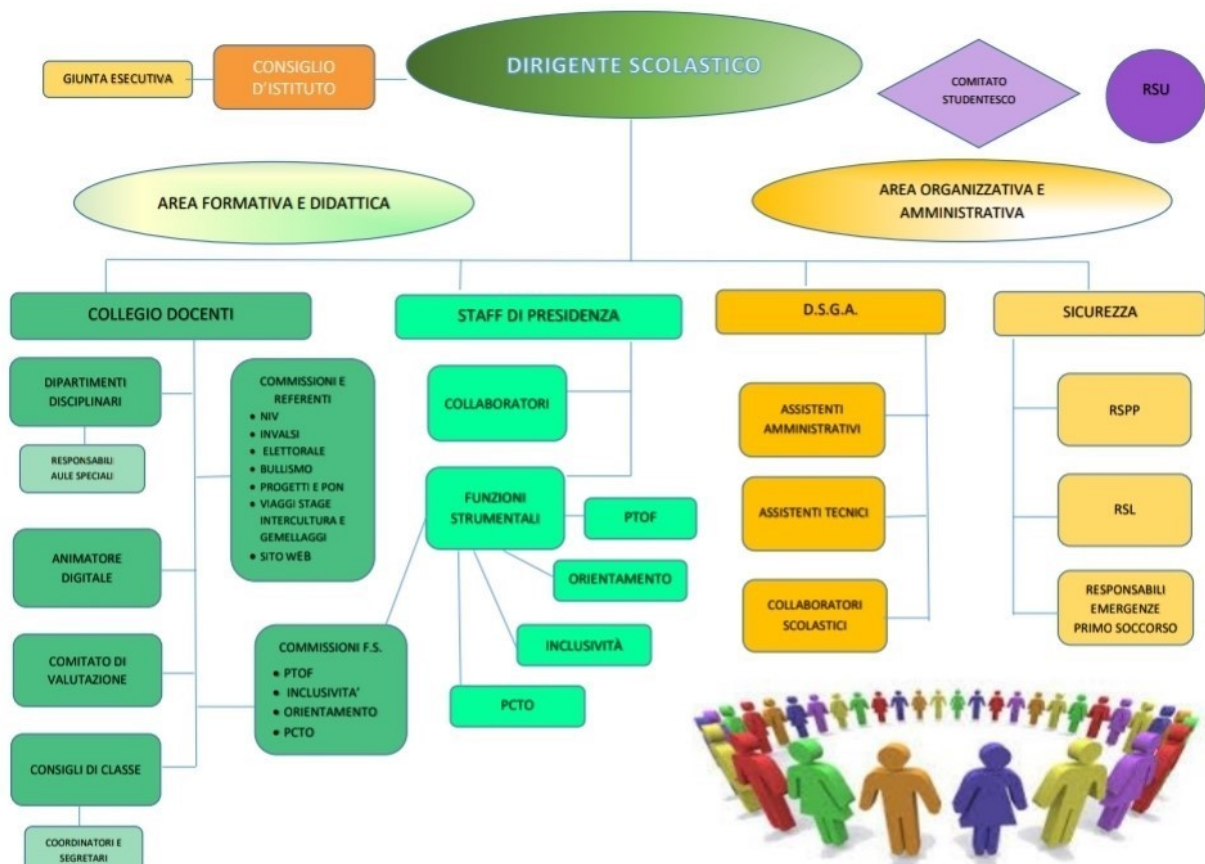 DIRIGENTE SCOLASTICO
GIUNTA ESECUTIVA
CONSIGLIO
D'ISTITUTO
COMITATO
STUDENTESCO
RSU
AREA FORMATIVA E DIDATTICA
AREA ORGANIZZATIVA E
AMMINISTRATIVA
COLLEGIO DOCENTI
STAFF DI PRESIDENZA
D.S.G.A.
SICUREZZA
DIPARTIMENTI
DISCIPLINARI
RESPONSABILI
AULE SPECIALI
ANIMATORE
DIGITALE
COMITATO DI
VALUTAZIONE
CONSIGLI DI CLASSE
COORDINATORI E
SEGRETARI
COMMISSIONI E
REFERENTI
• NIV
• INVALSI
• ELETTORALE
• BULLISMO
• PROGETTI E PON
• VIAGGI STAGE
INTERCULTURA E
GEMELLAGGI
• SITO WEB
COMMISSIONI F.S.
• PTOF
• INCLUSIVITA'
• ORIENTAMENTO
• PCTO
COLLABORATORI
FUNZIONI
STRUMENTALI
PTOF
ORIENTAMENTO
INCLUSIVITÀ
PCTO
ASSISTENTI
AMMINISTRATIVI
ASSISTENTI TECNICI
COLLABORATORI
SCOLASTICI
RSPP
RSL
RESPONSABILI
EMERGENZE
PRIMO SOCCORSO